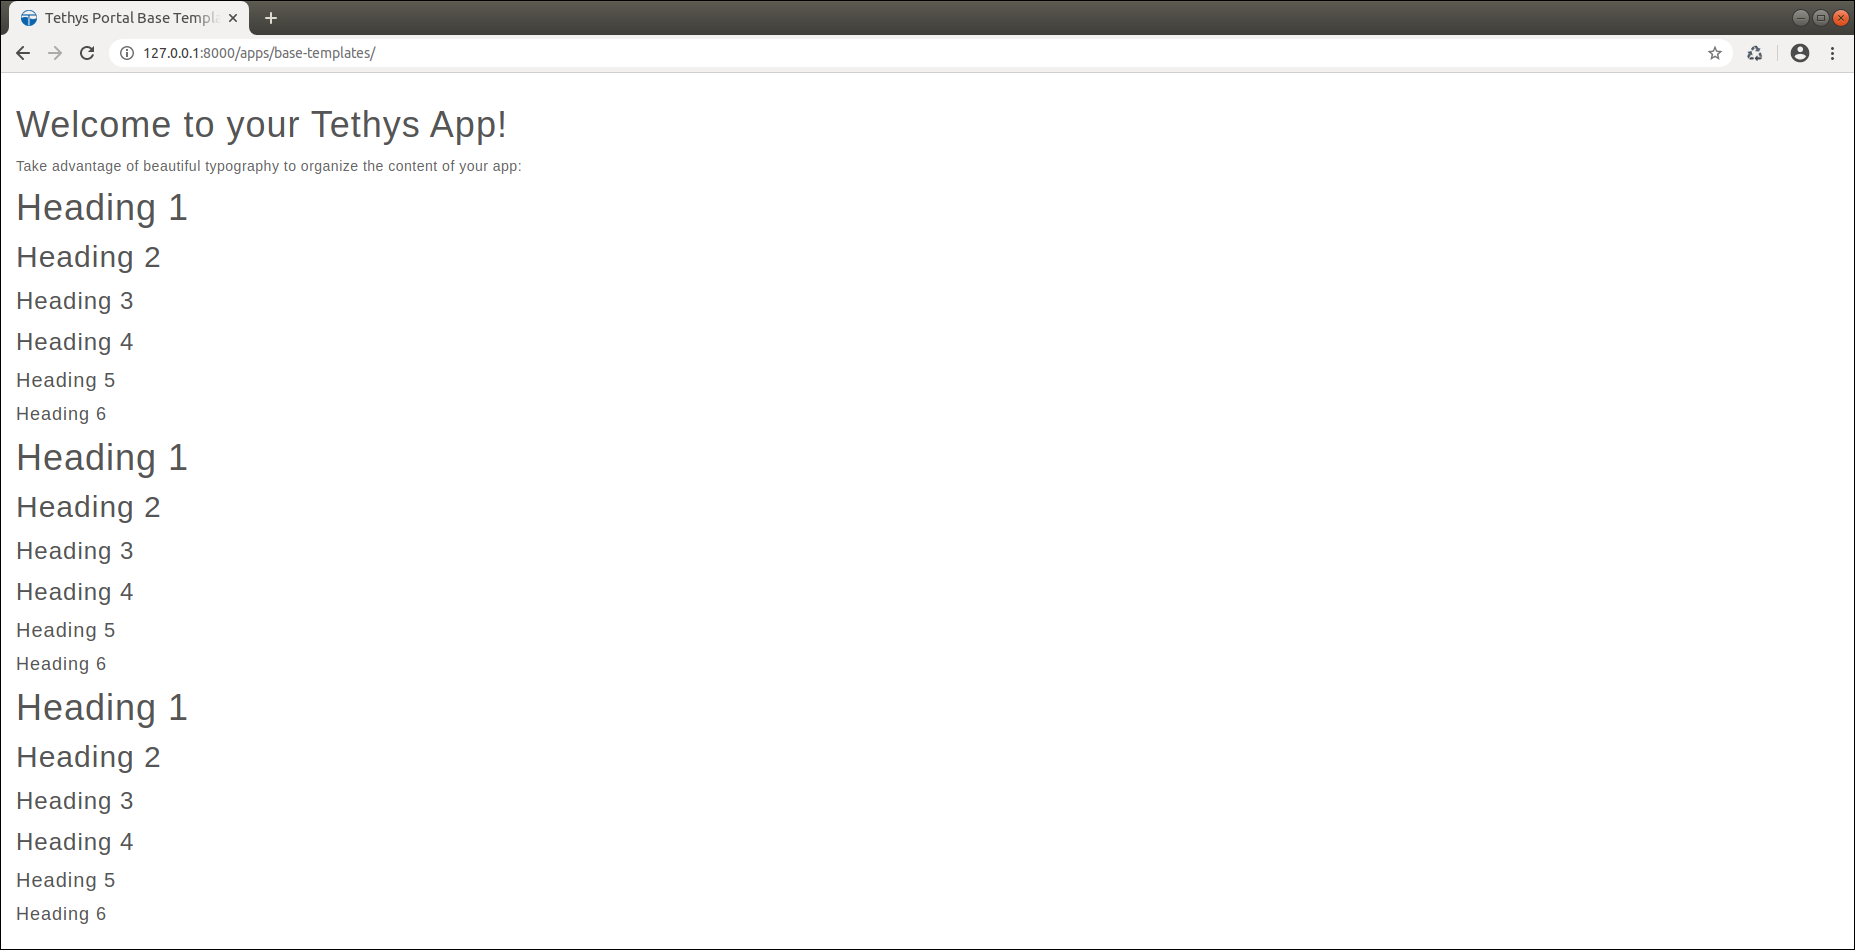 Tethys Portal Base Templa
127.0.0.1:8000/apps/base-templates/
Welcome to your Tethys App!
Take advantage of beautiful typography to organize the content of your app:
Heading 1
Heading 2
Heading 3
Heading 4
Heading 5
Heading 6
Heading 1
Heading 2
Heading 3
Heading 4
Heading 5
Heading 6
Heading 1
Heading 2
Heading 3
Heading 4
Heading 5
Heading 6